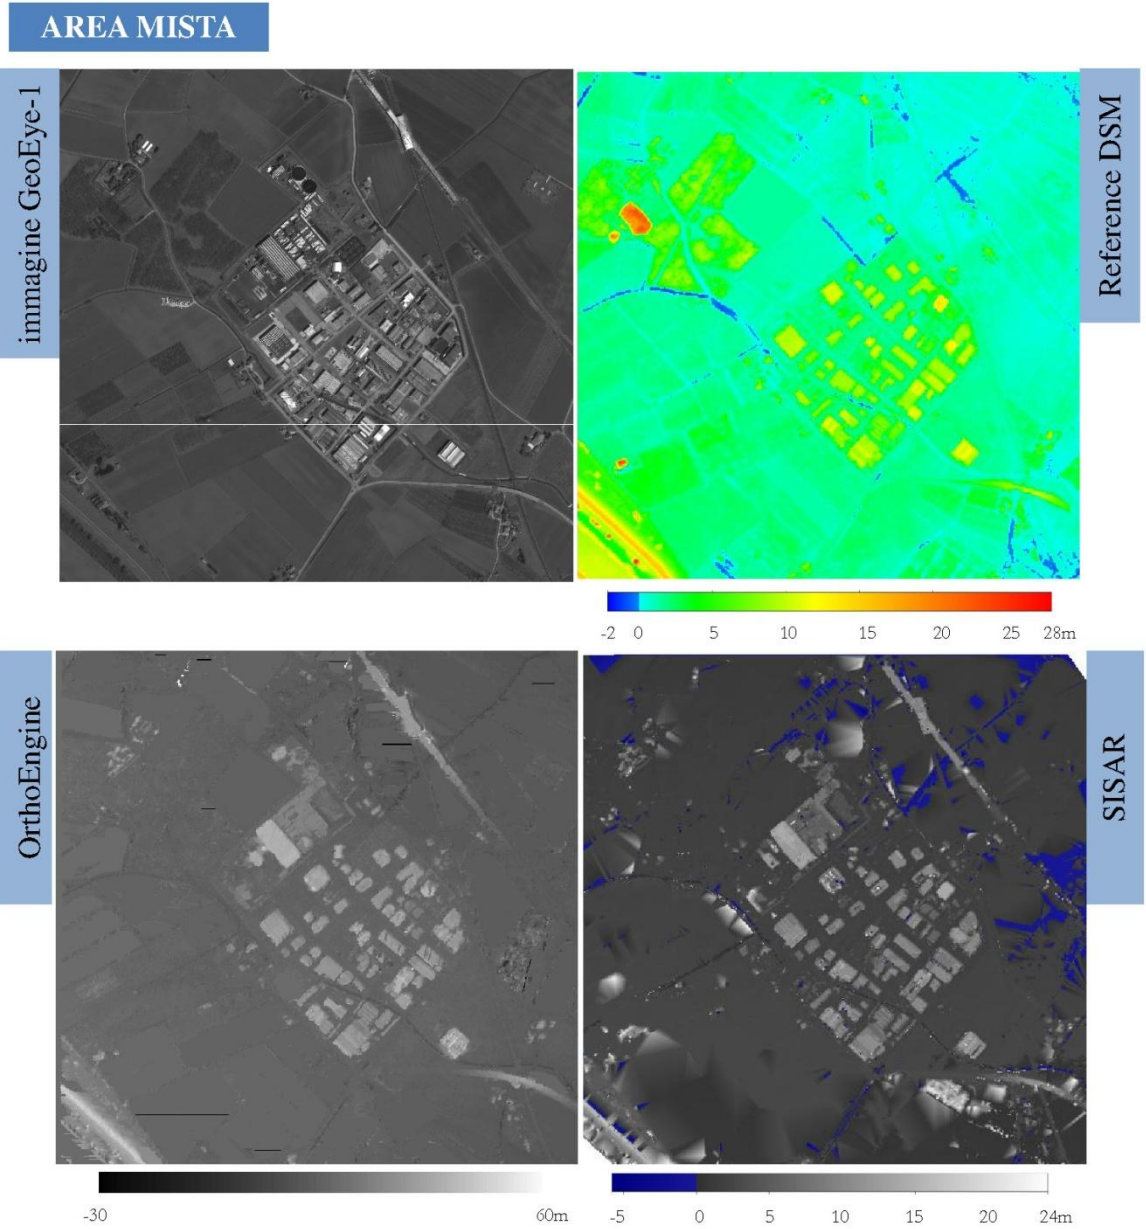 AREA MISTA
immagine GeoEye-1
Reference DSM
-2 0 5 10 15 20 25 28m
OrthoEngine
SISAR
-30 60m
-5 0 5 10 15 20 24m